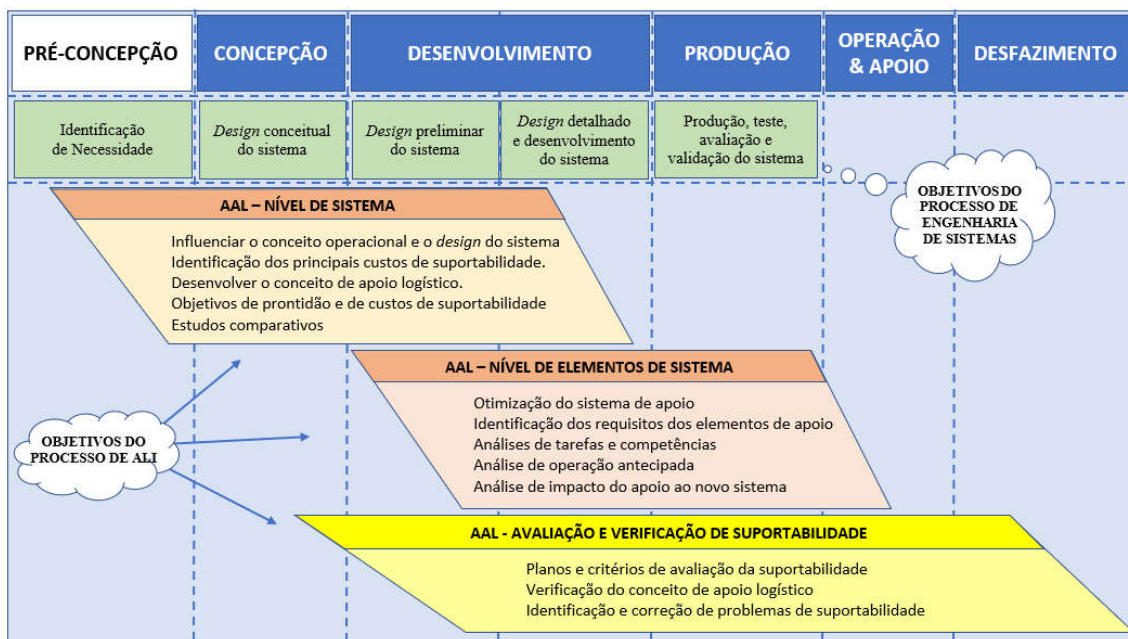 PRÉ-CONCEPÇÃO
CONCEPÇÃO
DESENVOLVIMENTO
PRODUÇÃO
OPERAÇÃO
& APOIO
DESFAZIMENTO
Identificação
de Necessidade
Design conceitual
do sistema
Design preliminar
do sistema
Design detalhado
e desenvolvimento
do sistema
Produção, teste,
avaliação e
validação do sistema
OBJETIVOS DO
PROCESSO DE
ENGENHARIA
DE SISTEMAS
AAL – NÍVEL DE SISTEMA
Influenciar o conceito operacional e o design do sistema
Identificação dos principais custos de suportabilidade.
Desenvolver o conceito de apoio logístico.
Objetivos de prontidão e de custos de suportabilidade
Estudos comparativos
AAL – NÍVEL DE ELEMENTOS DE SISTEMA
Otimização do sistema de apoio
Identificação dos requisitos dos elementos de apoio
Análises de tarefas e competências
Análise de operação antecipada
Análise de impacto do apoio ao novo sistema
OBJETIVOS DO
PROCESSO DE ALI
AAL - AVALIAÇÃO E VERIFICAÇÃO DE SUPORTABILIDADE
Planos e critérios de avaliação da suportabilidade
Verificação do conceito de apoio logístico
Identificação e correção de problemas de suportabilidade